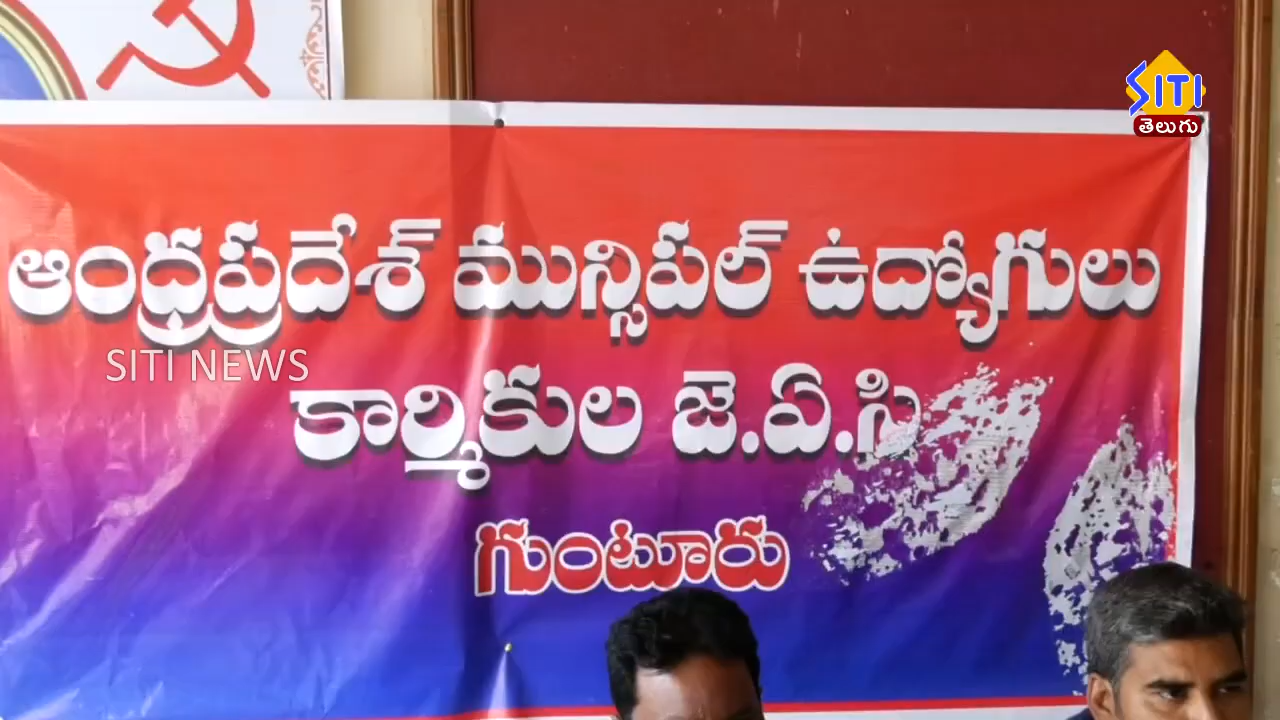 SITI
తెలుగు
ఆంధ్రప్రదేశ్ మున్సిపల్ ఉద్యోగులు
SITI NEWS
కార్మికుల జె.ఏ.సి
గుంటూరు